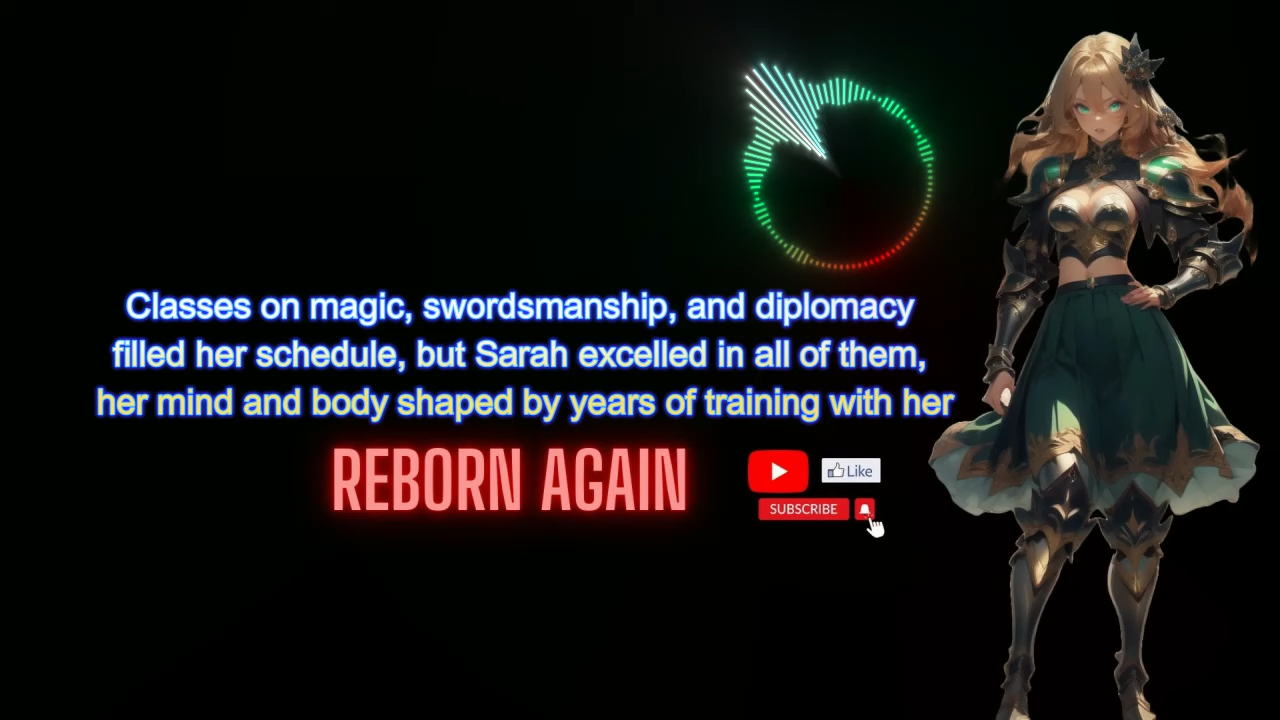 Classes on magic, swordsmanship, and diplomacy
filled her schedule, but Sarah excelled in all of them,
her mind and body shaped by years of training with her
REBORN AGAIN
Like
SUBSCRIBE